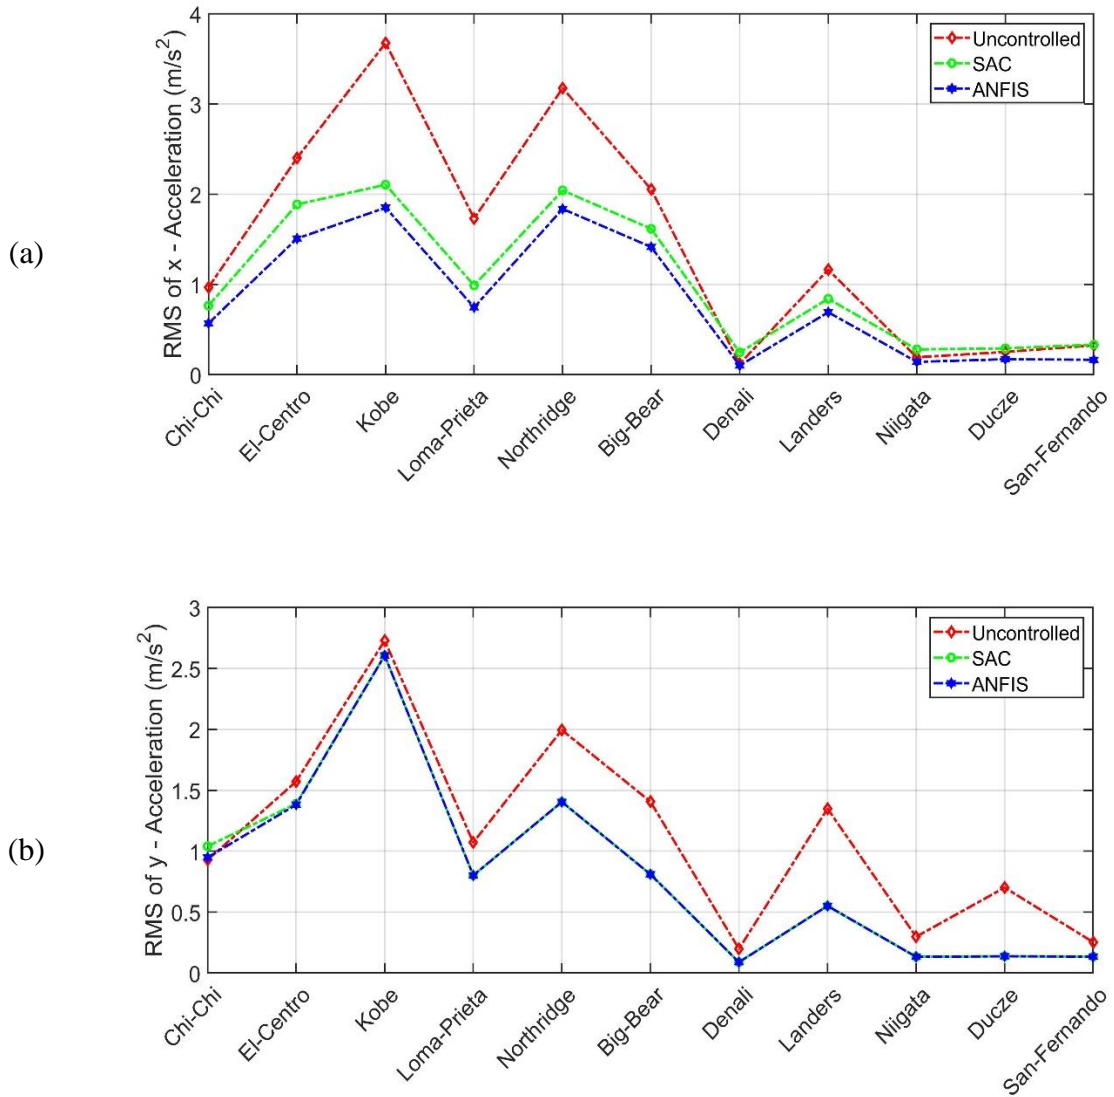 (a)
RMS of x - Acceleration (m/s²)
4
3
2
1
0
Uncontrolled
SAC
ANFIS
Chi-Chi
El-Centro
Kobe
Loma-Prieta
Northridge
Big-Bear
Denali
Landers
Niigata
Ducze
San-Fernando
(b)
RMS of y - Acceleration (m/s²)
3
2.5
2
1.5
1
0.5
0
Uncontrolled
SAC
ANFIS
Chi-Chi
El-Centro
Kobe
Loma-Prieta
Northridge
Big-Bear
Denali
Landers
Niigata
Ducze
San-Fernando